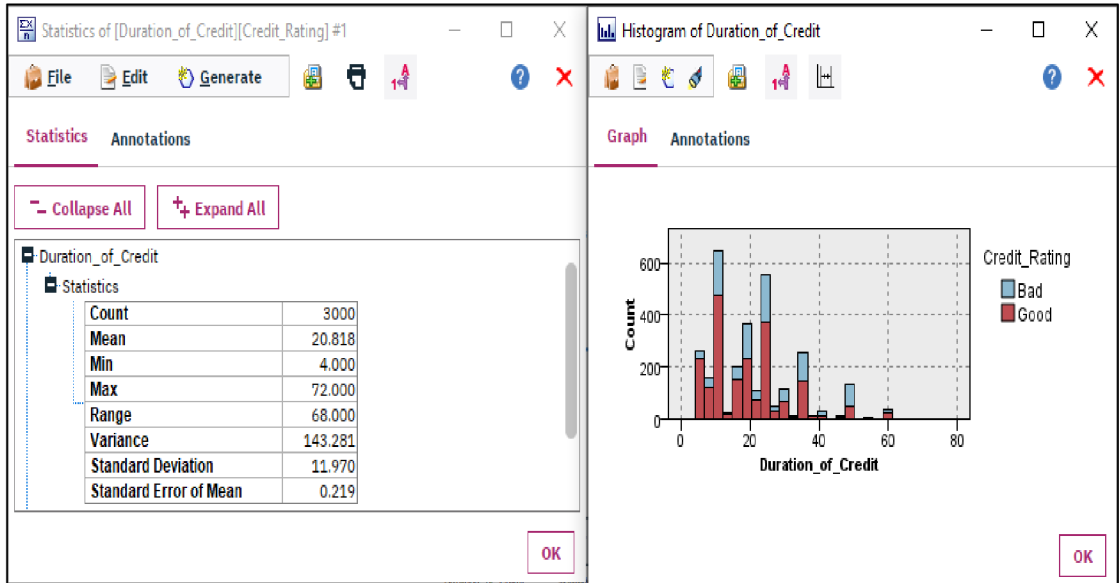 Statistics of [Duration_of_Credit][Credit_Rating] #1
File Edit Generate
Statistics Annotations
Collapse All Expand All
Duration_of_Credit
Statistics
Count 3000
Mean 20.818
Min 4.000
Max 72.000
Range 68.000
Variance 143.281
Standard Deviation 11.970
Standard Error of Mean 0.219
OK
Histogram of Duration_of_Credit
Graph Annotations
Credit_Rating
Bad
Good
Count
600
400
200
0
0 20 40 60 80
Duration_of_Credit
OK